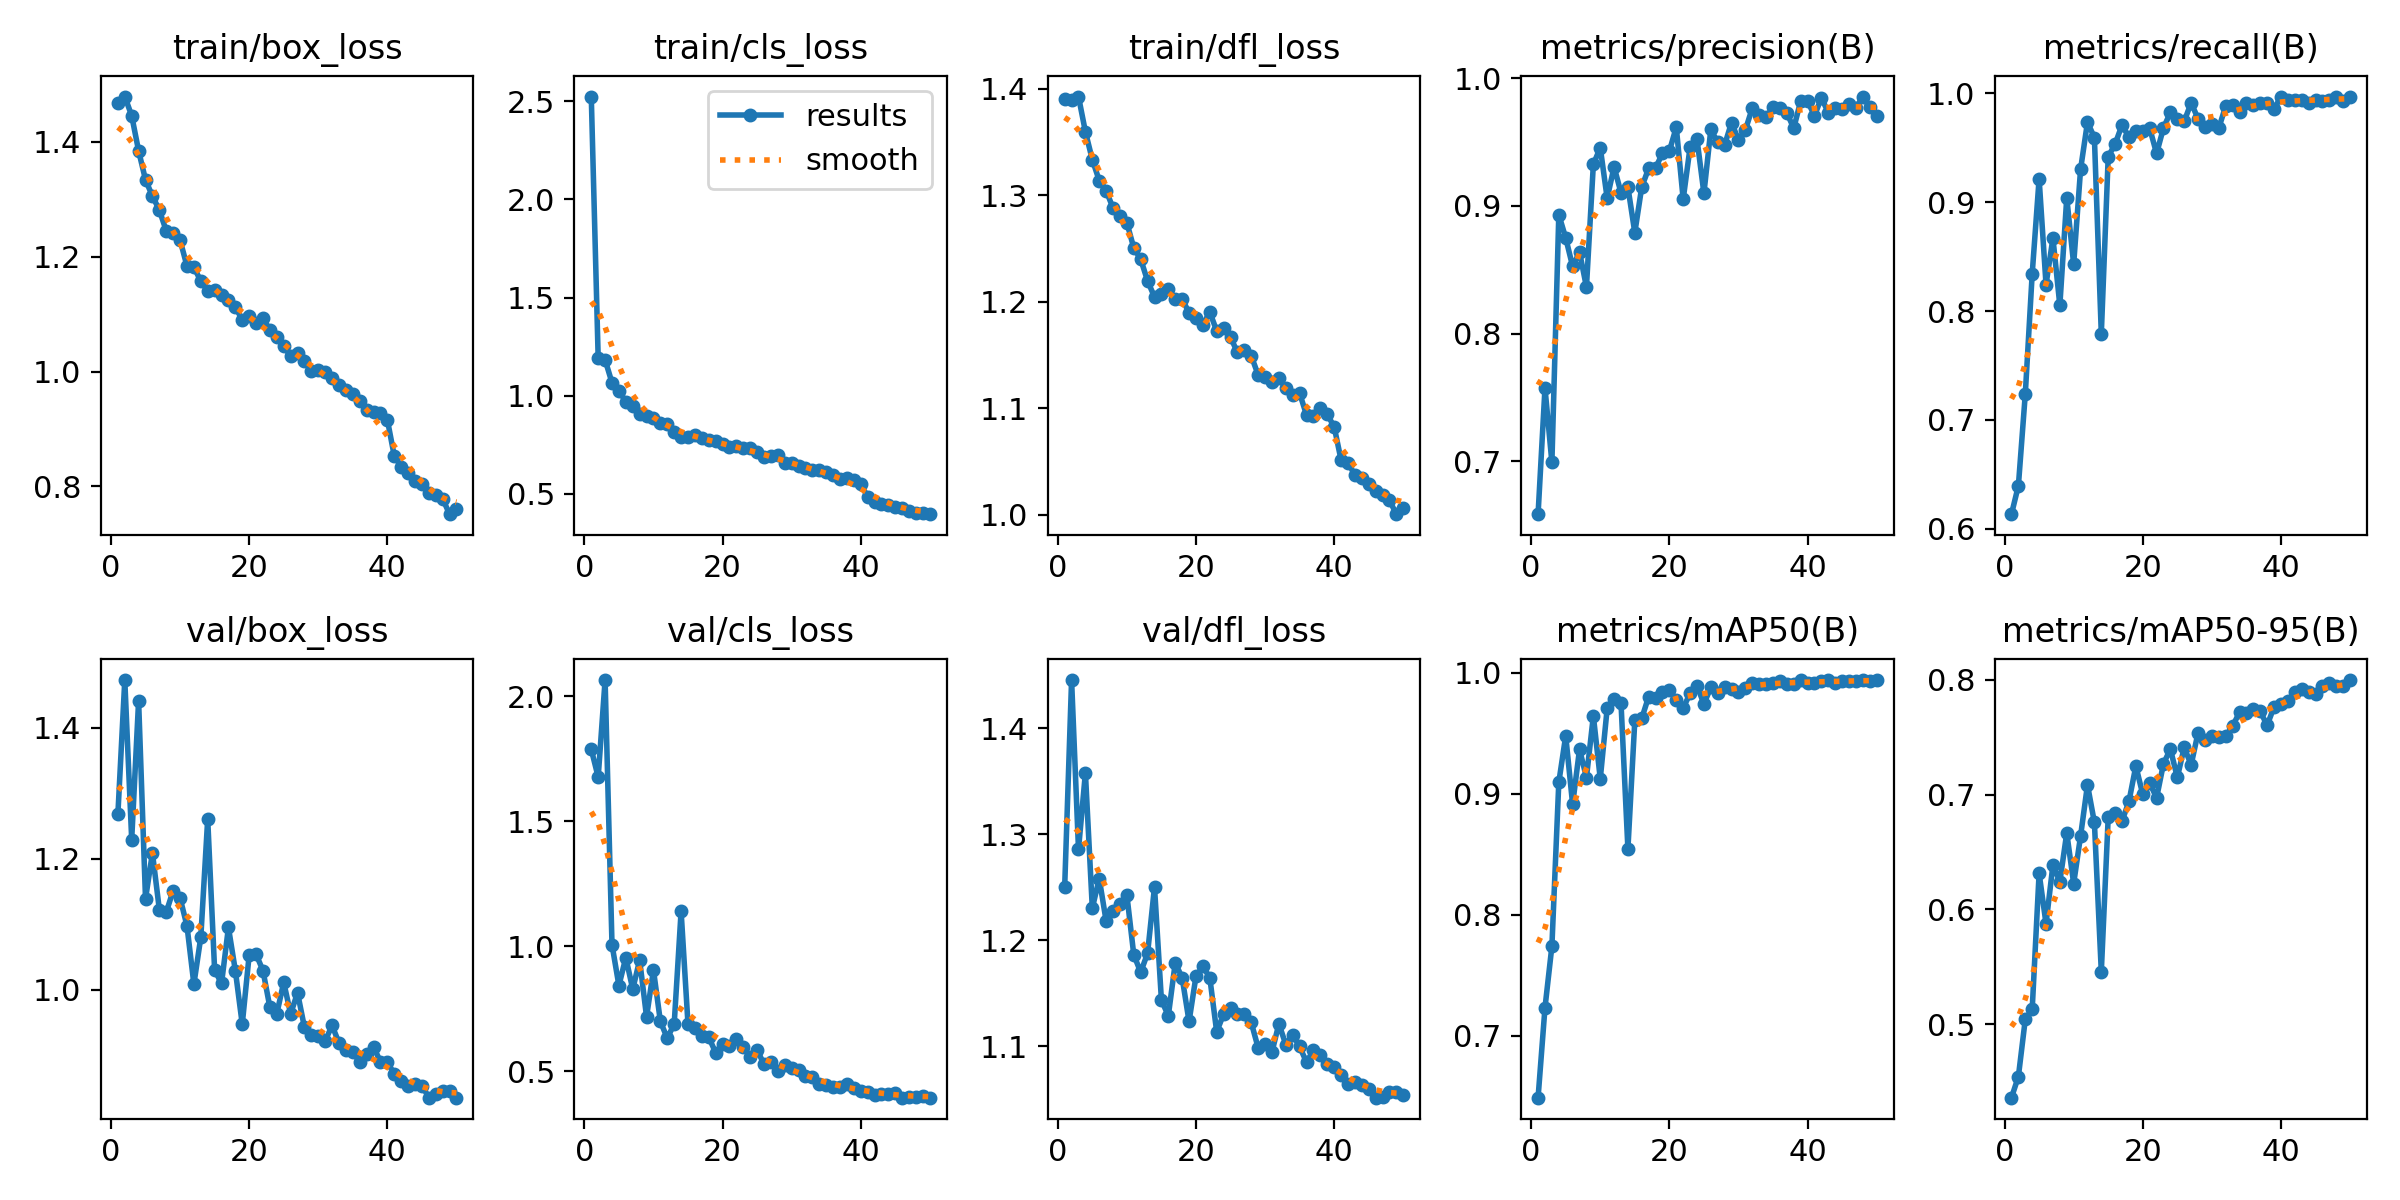 train/box_loss
1.4
1.2
1.0
0.8
0 20 40
train/cls_loss
results
smooth
2.5
2.0
1.5
1.0
0.5
0 20 40
train/dfl_loss
1.4
1.3
1.2
1.1
1.0
0 20 40
metrics/precision(B)
1.0
0.9
0.8
0.7
0 20 40
metrics/recall(B)
1.0
0.9
0.8
0.7
0.6
0 20 40
val/box_loss
1.4
1.2
1.0
0 20 40
val/cls_loss
2.0
1.5
1.0
0.5
0 20 40
val/dfl_loss
1.4
1.3
1.2
1.1
0 20 40
metrics/mAP50(B)
1.0
0.9
0.8
0.7
0 20 40
metrics/mAP50-95(B)
0.8
0.7
0.6
0.5
0 20 40